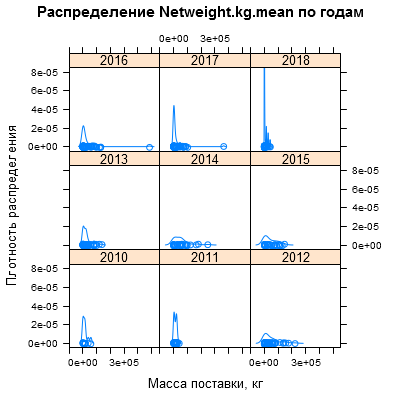 Распределение Netweight.kg.mean по годам
0e+00 3e+05
2016 2017 2018
8e-05
6e-05
4e-05
2e-05
0e+00
2013 2014 2015
8e-05
6e-05
4e-05
2e-05
0e+00
2010 2011 2012
8e-05
6e-05
4e-05
2e-05
0e+00
0e+00 3e+05 0e+00 3e+05
Плотность распределения
Масса поставки, кг